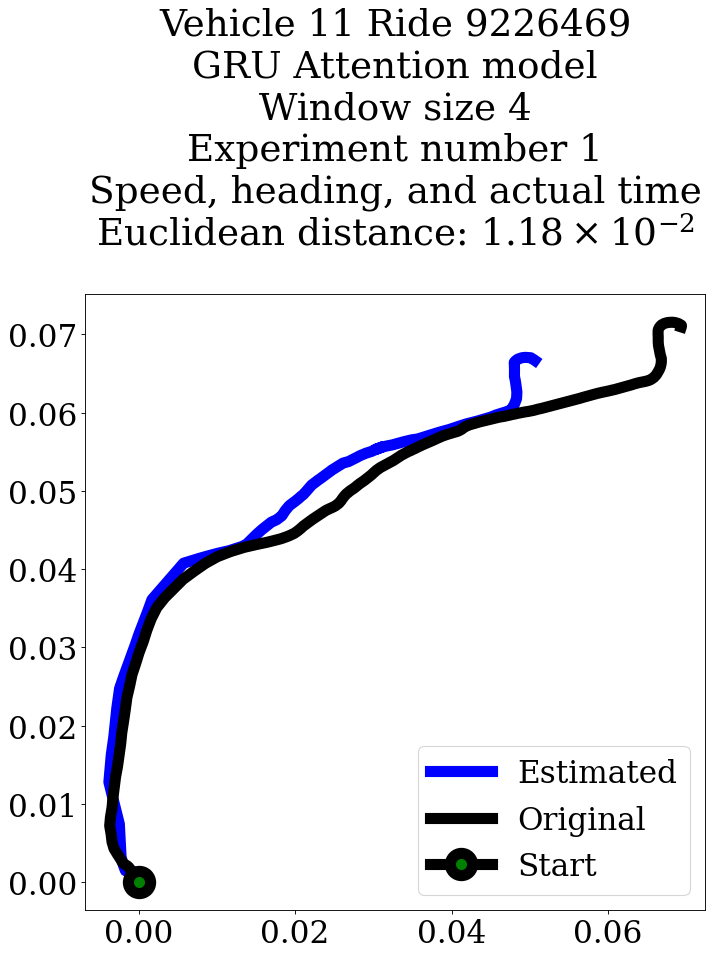 Vehicle 11 Ride 9226469
GRU Attention model
Window size 4
Experiment number 1
Speed, heading, and actual time
Euclidean distance: 1.18 × 10⁻²
0.07
0.06
0.05
0.04
0.03
0.02
0.01
0.00
Estimated
Original
Start
0.00 0.02 0.04 0.06